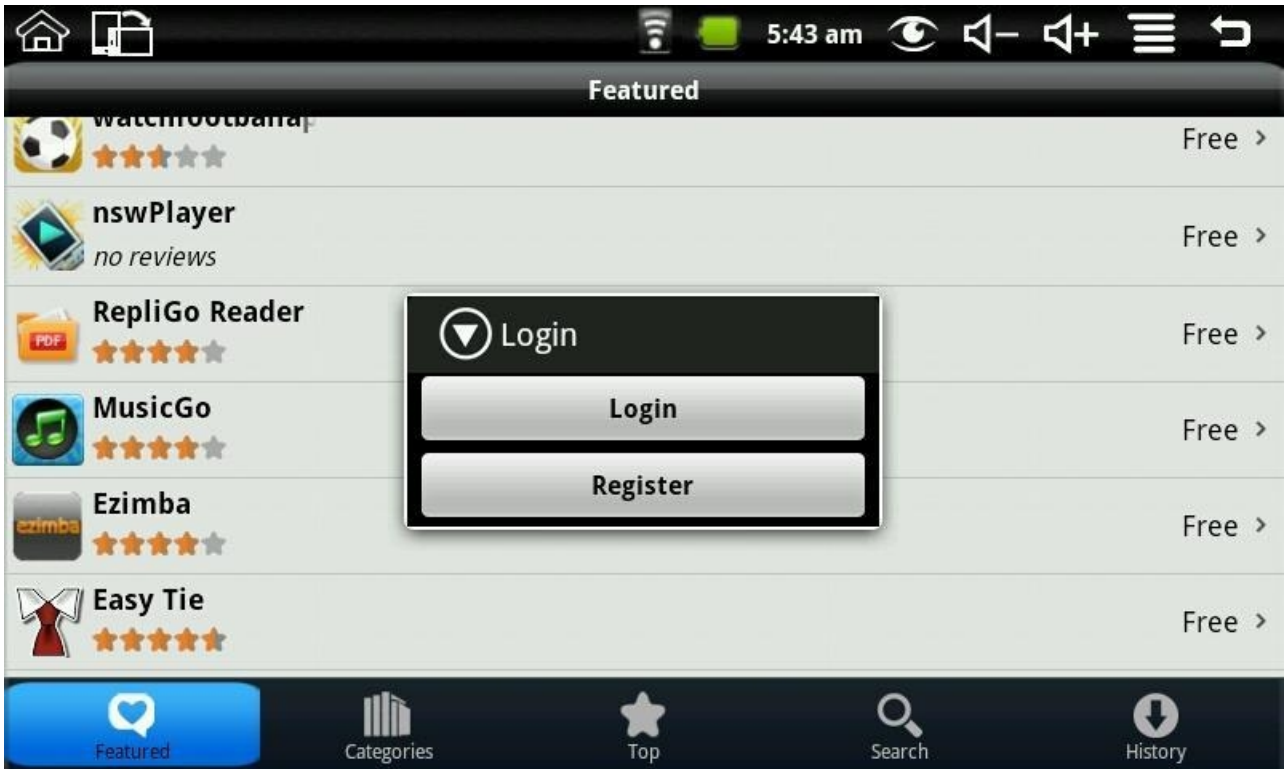 5:43 am
Featured
Free
nswPlayer
no reviews
Free
RepliGo Reader
PDF
Free
MusicGo
Free
Ezimba
ezimba
Free
Easy Tie
Free
Login
Login
Register
Featured
Categories
Top
Search
History